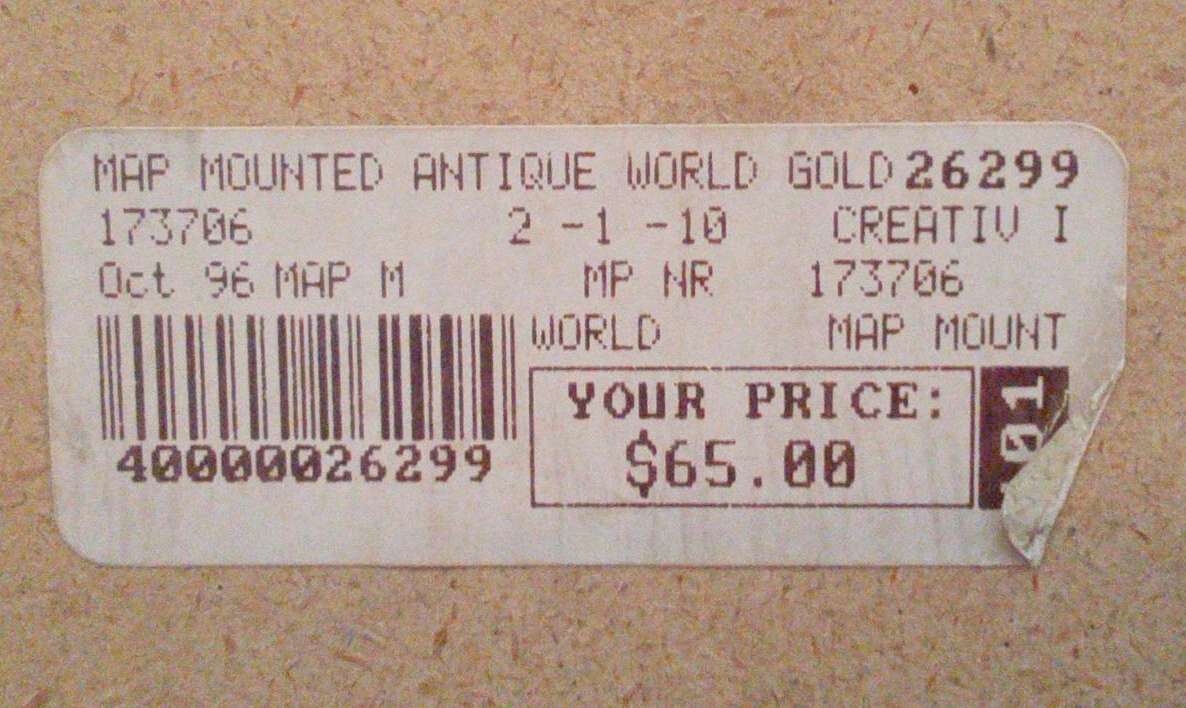 MAP MOUNTED ANTIQUE WORLD GOLD 26299
173706 2 -1 -10 CREATIV I
Oct 96 MAP M MP NR 173706
WORLD MAP MOUNT
YOUR PRICE:
$65.00
40000026299